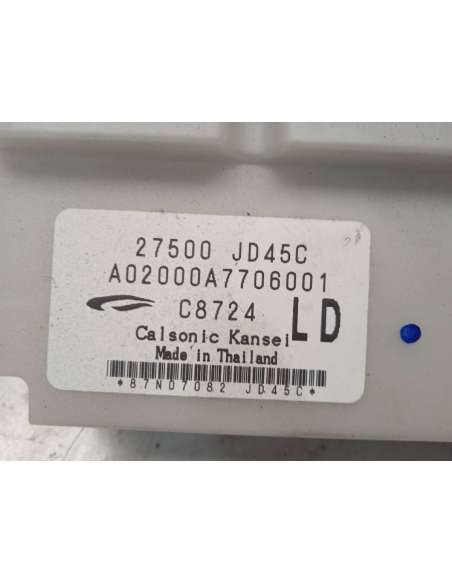 27500 JD45C
A02000A7706001
C8724 LD
Calsonic Kansei
Made in Thailand
*87N07082 JD45C*